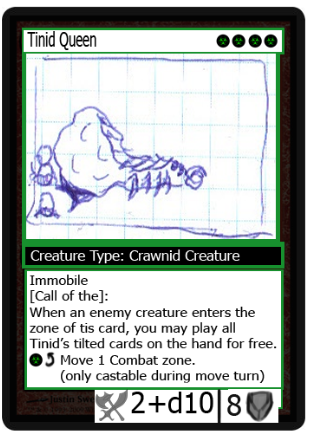 Tinid Queen
Creature Type: Crawnid Creature
Immobile
[Call of the]:
When an enemy creature enters the
zone of tis card, you may play all
Tinid's tilted cards on the hand for free.
Move 1 Combat zone.
(only castable during move turn)
Justin Swe
2+d10 8